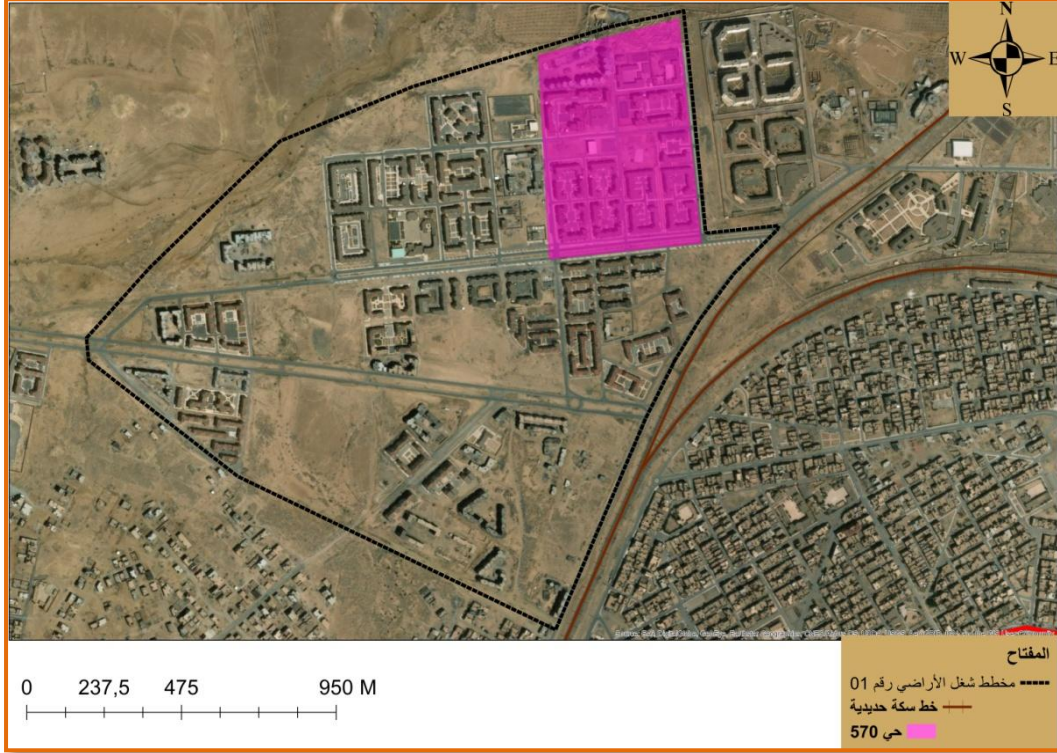 N
W E
S
0 237,5 475 950 M
المفتاح
مخطط شغل الأراضي رقم 01
خط سكة حديدية
حي 570